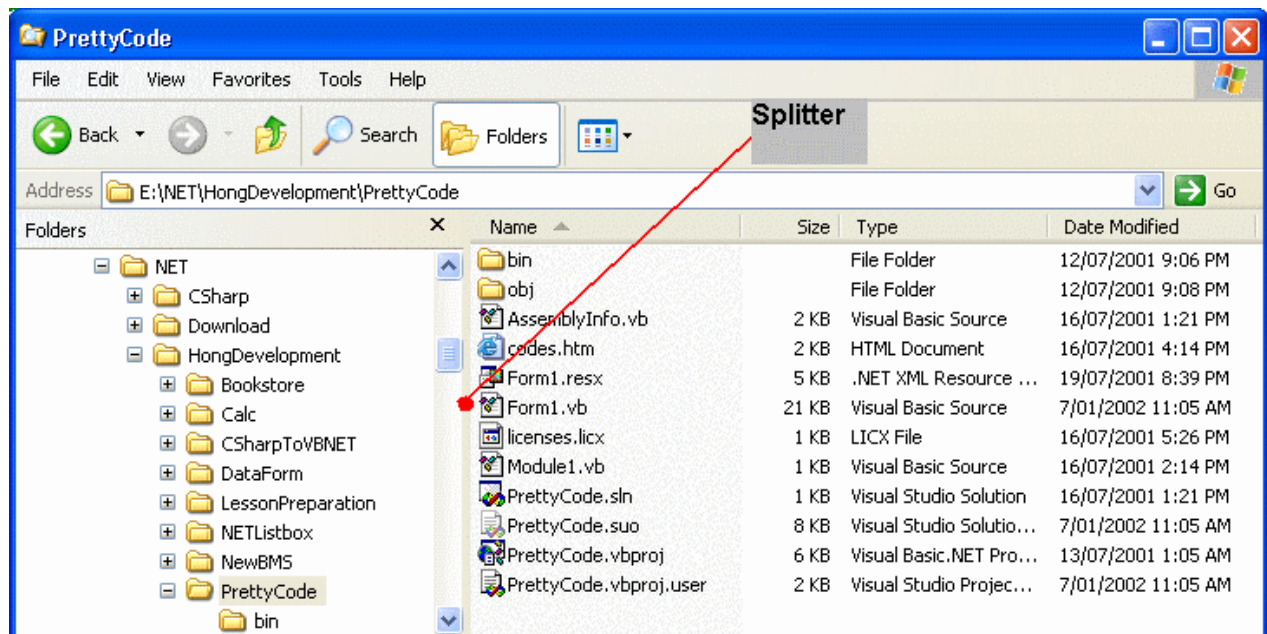 PrettyCode
File Edit View Favorites Tools Help
Splitter
Back Search Folders
Address E:\NET\HongDevelopment\PrettyCode Go
Folders Name Size Type Date Modified
NET
CSharp
Download
HongDevelopment
Bookstore
Calc
CSharpToVBNET
DataForm
LessonPreparation
NETListbox
NewBMS
PrettyCode
bin
bin File Folder 12/07/2001 9:06 PM
obj File Folder 12/07/2001 9:08 PM
AssemblyInfo.vb 2 KB Visual Basic Source 16/07/2001 1:21 PM
codes.htm 2 KB HTML Document 16/07/2001 4:14 PM
Form1.resx 5 KB .NET XML Resource ... 19/07/2001 8:39 PM
Form1.vb 21 KB Visual Basic Source 7/01/2002 11:05 AM
licenses.licx 1 KB LICX File 16/07/2001 5:26 PM
Module1.vb 1 KB Visual Basic Source 16/07/2001 2:14 PM
PrettyCode.sln 1 KB Visual Studio Solution 16/07/2001 1:21 PM
PrettyCode.suo 8 KB Visual Studio Solutio... 7/01/2002 11:05 AM
PrettyCode.vbproj 6 KB Visual Basic.NET Pro... 13/07/2001 1:05 AM
PrettyCode.vbproj.user 2 KB Visual Studio Projec... 7/01/2002 11:05 AM